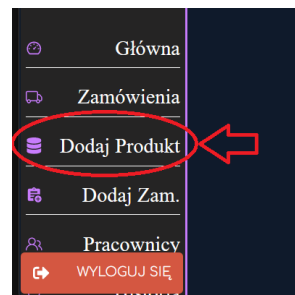 Główna
Zamówienia
Dodaj Produkt
Dodaj Zam.
Pracownicy
WYLOGUJ SIĘ